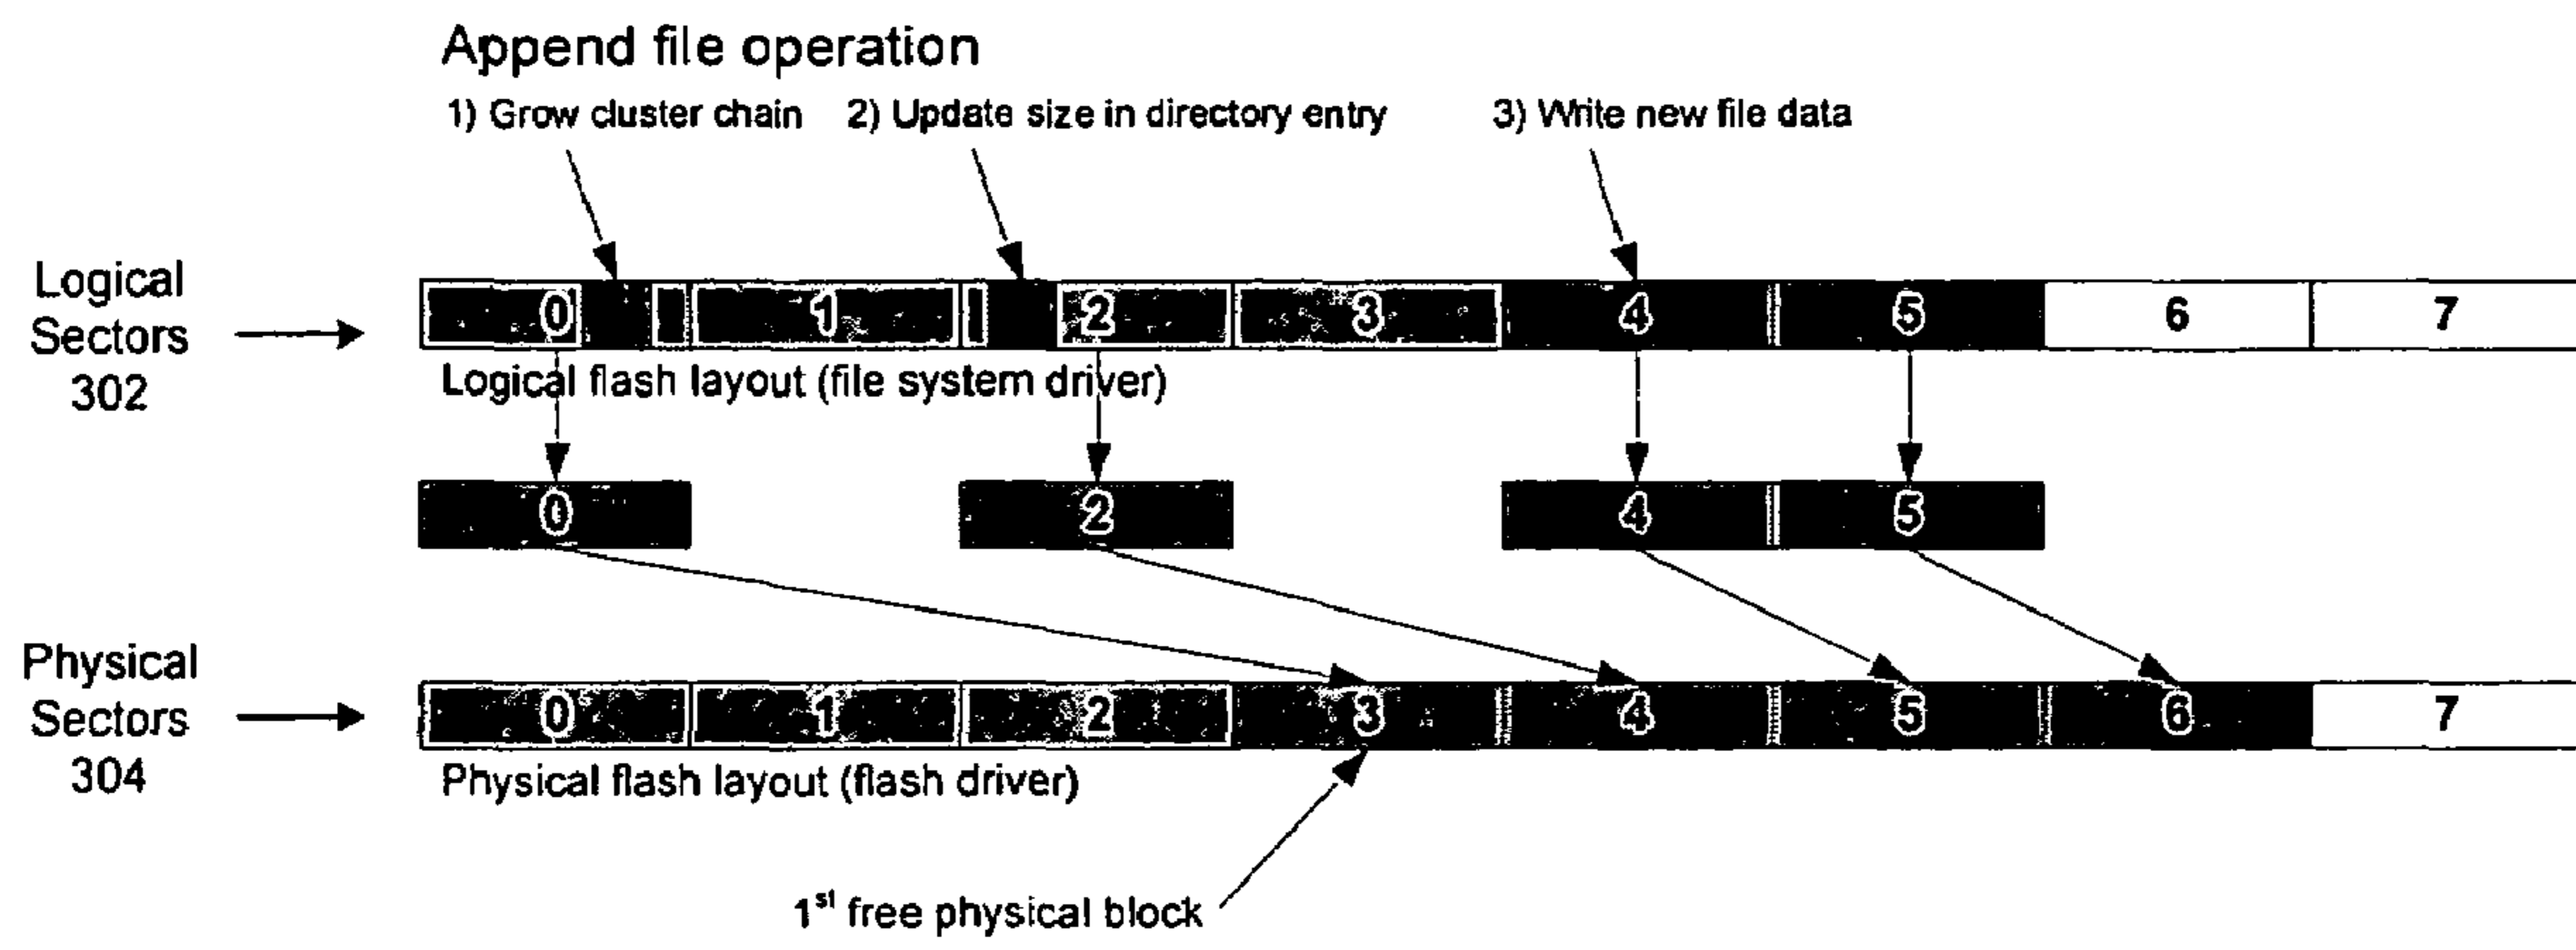 Append file operation
1) Grow cluster chain 2) Update size in directory entry 3) Write new file data
Logical
Sectors
302
0 1 2 3 4 5 6 7
Logical flash layout (file system driver)
0 2 4 5
Physical
Sectors
304
0 1 2 3 4 5 6 7
Physical flash layout (flash driver)
1st free physical block